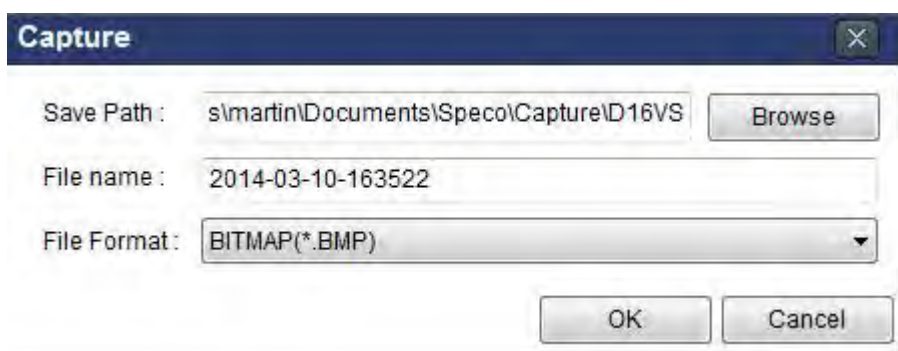 Capture
Save Path : s\martin\Documents\Speco\Capture\D16VS Browse
File name : 2014-03-10-163522
File Format : BITMAP(*.BMP)
OK Cancel